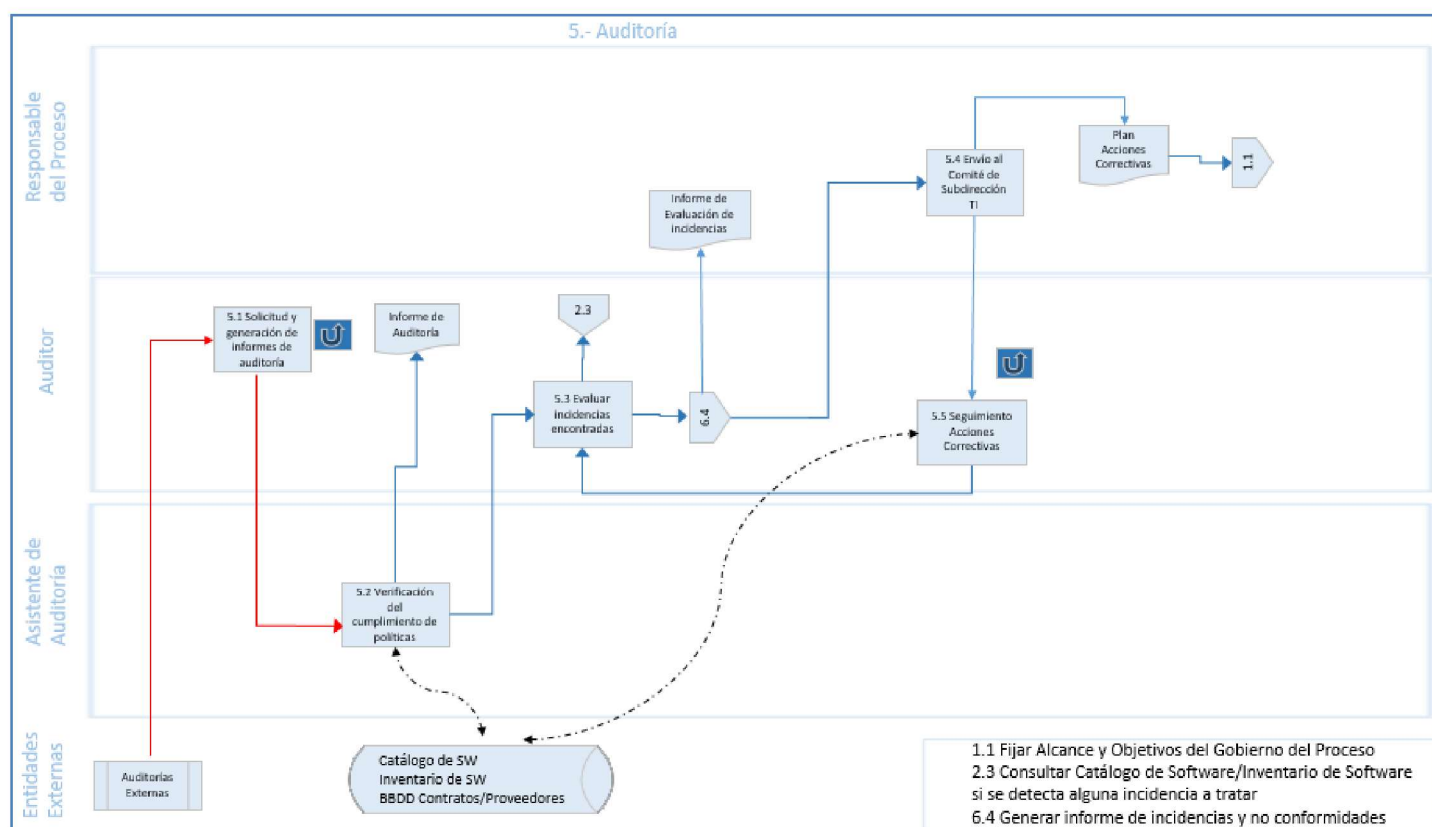 5.- Auditoría
Responsable
del Proceso
Plan
Acciones
Correctivas
1.1
5.4 Envío al
Comité de
Subdirección
TI
Informe de
Evaluación de
incidencias
Auditor
5.1 Solicitud y
generación de
informes de
auditoría
Informe de
Auditoría
2.3
5.3 Evaluar
incidencias
encontradas
6.4
5.5 Seguimiento
Acciones
Correctivas
Asistente de
Auditoría
5.2 Verificación
del
cumplimiento de
políticas
Entidades
Externas
Auditorías
Externas
Catálogo de SW
Inventario de SW
BBDD Contratos/Proveedores
1.1 Fijar Alcance y Objetivos del Gobierno del Proceso
2.3 Consultar Catálogo de Software/Inventario de Software
si se detecta alguna incidencia a tratar
6.4 Generar informe de incidencias y no conformidades